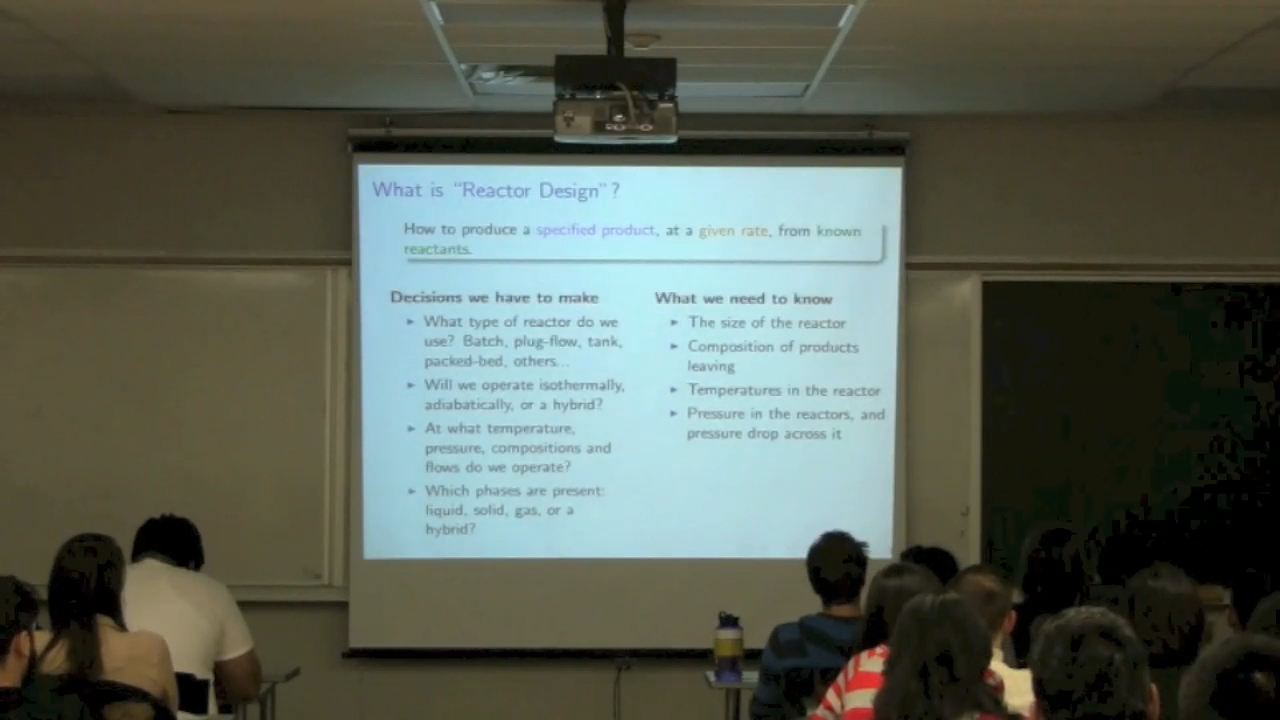 What is "Reactor Design"?
How to produce a specified product, at a given rate, from known
reactants.
Decisions we have to make
► What type of reactor do we
use? Batch, plug-flow, tank,
packed-bed, others...
► Will we operate isothermally,
adiabatically, or a hybrid?
► At what temperature,
pressure, compositions and
flows do we operate?
► Which phases are present:
liquid, solid, gas, or a
hybrid?
What we need to know
► The size of the reactor
► Composition of products
leaving
► Temperatures in the reactor
► Pressure in the reactors, and
pressure drop across it